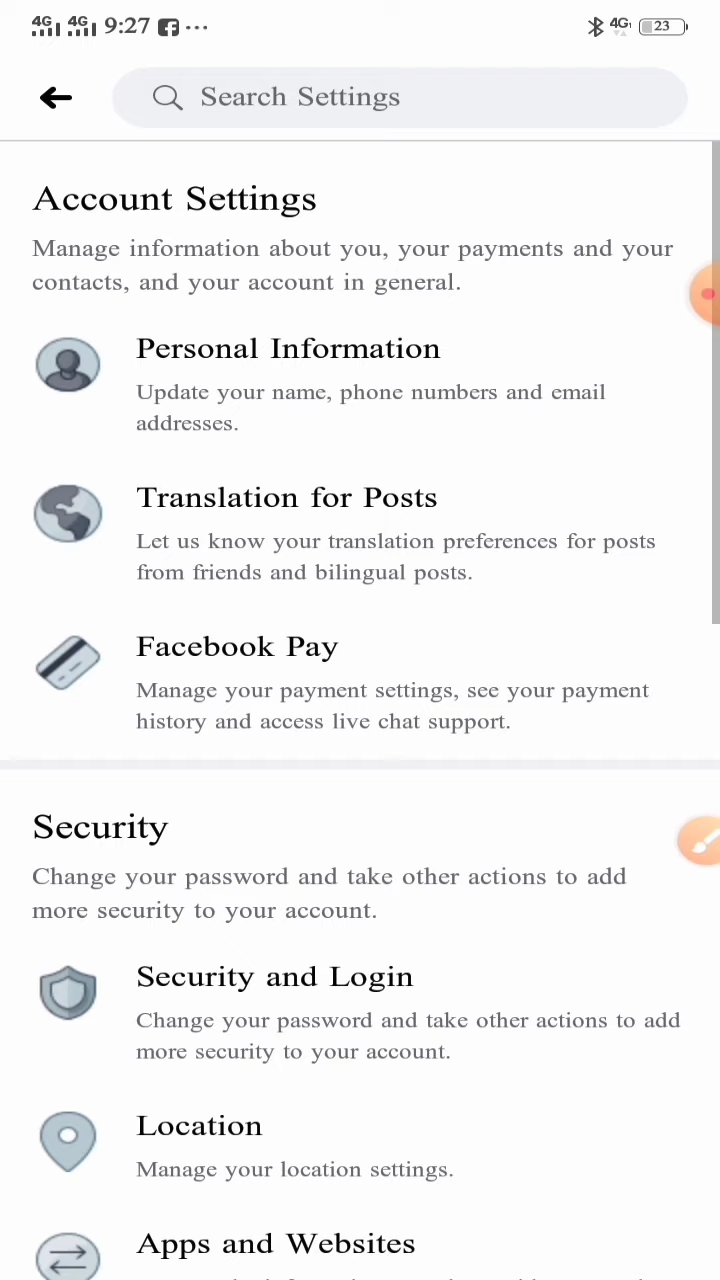 4G 4G 9:27 ... 4G 23
Search Settings
Account Settings
Manage information about you, your payments and your
contacts, and your account in general.
Personal Information
Update your name, phone numbers and email
addresses.
Translation for Posts
Let us know your translation preferences for posts
from friends and bilingual posts.
Facebook Pay
Manage your payment settings, see your payment
history and access live chat support.
Security
Change your password and take other actions to add
more security to your account.
Security and Login
Change your password and take other actions to add
more security to your account.
Location
Manage your location settings.
Apps and Websites